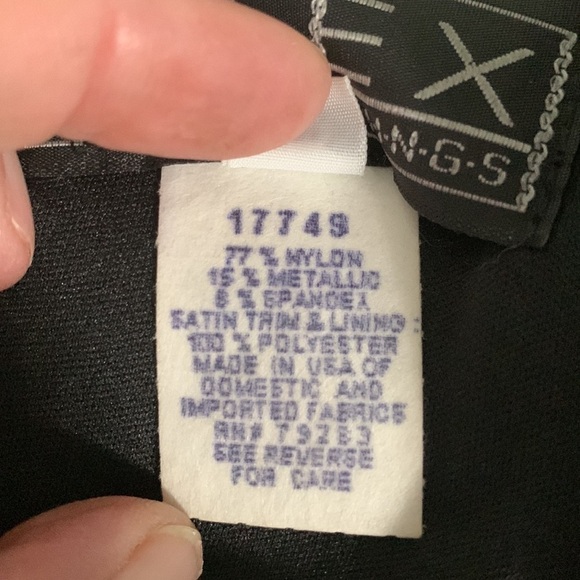 X
N-G-S
17749
77 % NYLON
15 % METALLIC
8 % SPANDEX
SATIN TRIM & LINING :
100 % POLYESTER
MADE IN USA OF
DOMESTIC AND
IMPORTED FABRICS
RN# 79263
SEE REVERSE
FOR CARE